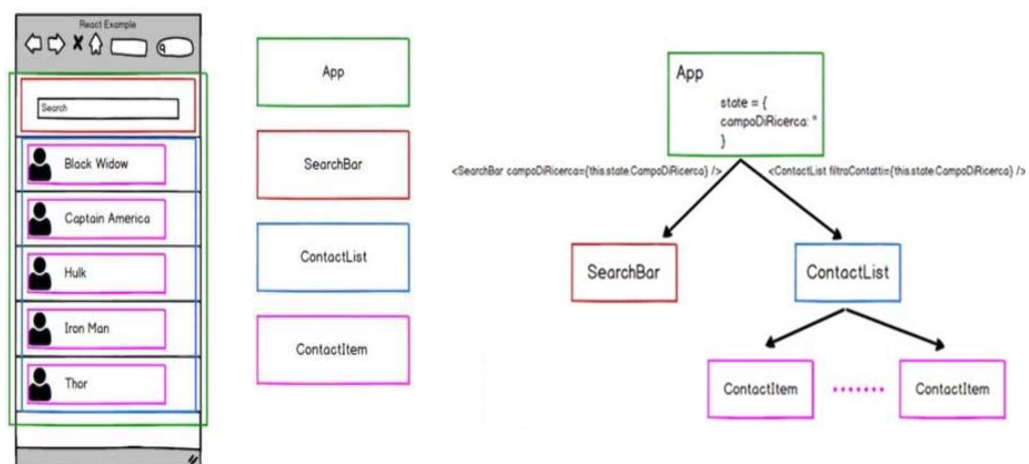 React Example
Search
Black Widow
Captain America
Hulk
Iron Man
Thor
App
SearchBar
ContactList
ContactItem
App
state = {
campoDiRicerca: "
}
<SearchBar campoDiRicerca={this.state.CampoDiRicerca} />
<ContactList filtraContatti={this.state.CampoDiRicerca} />
SearchBar
ContactList
ContactItem
ContactItem